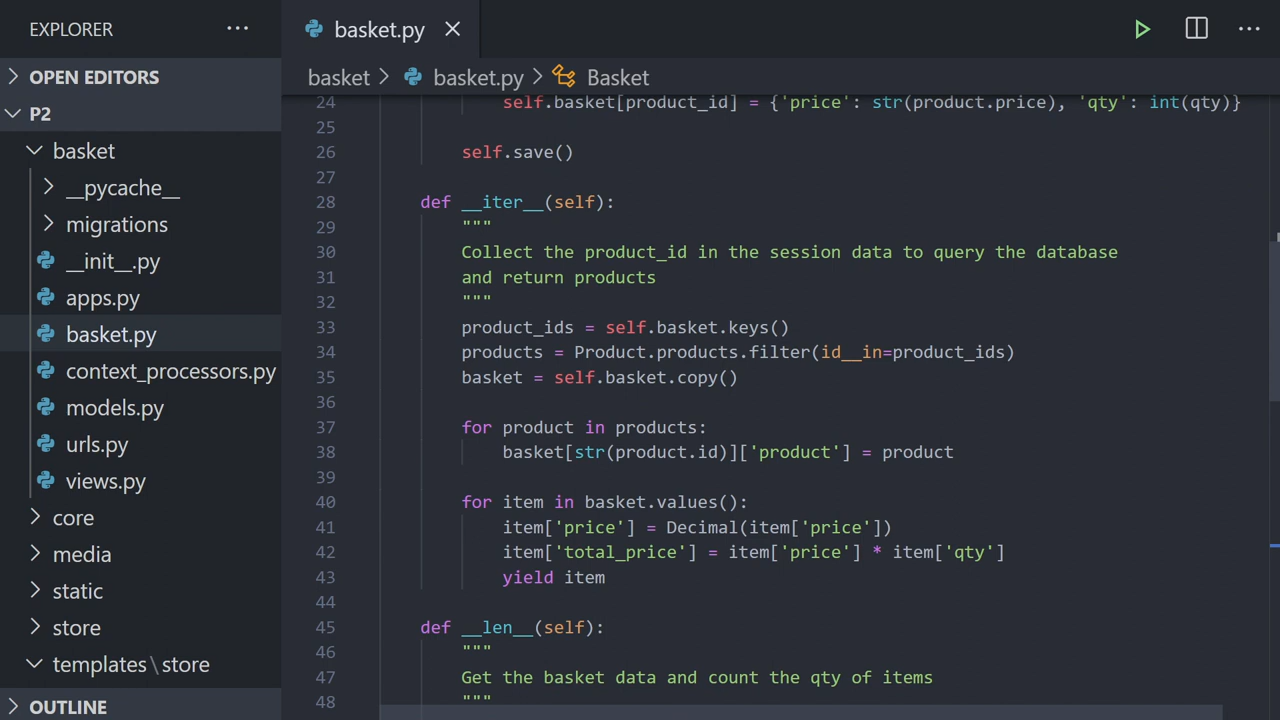 EXPLORER
OPEN EDITORS
P2
basket
__pycache__
migrations
__init__.py
apps.py
basket.py
context_processors.py
models.py
urls.py
views.py
core
media
static
store
templates\store
OUTLINE
basket.py
basket > basket.py > Basket
24 self.basket[product_id] = {'price': str(product.price), 'qty': int(qty)}
25
26 self.save()
27
28 def __iter__(self):
29 """
30 Collect the product_id in the session data to query the database
31 and return products
32 """
33 product_ids = self.basket.keys()
34 products = Product.products.filter(id__in=product_ids)
35 basket = self.basket.copy()
36
37 for product in products:
38 basket[str(product.id)]['product'] = product
39
40 for item in basket.values():
41 item['price'] = Decimal(item['price'])
42 item['total_price'] = item['price'] * item['qty']
43 yield item
44
45 def __len__(self):
46 """
47 Get the basket data and count the qty of items
48 """